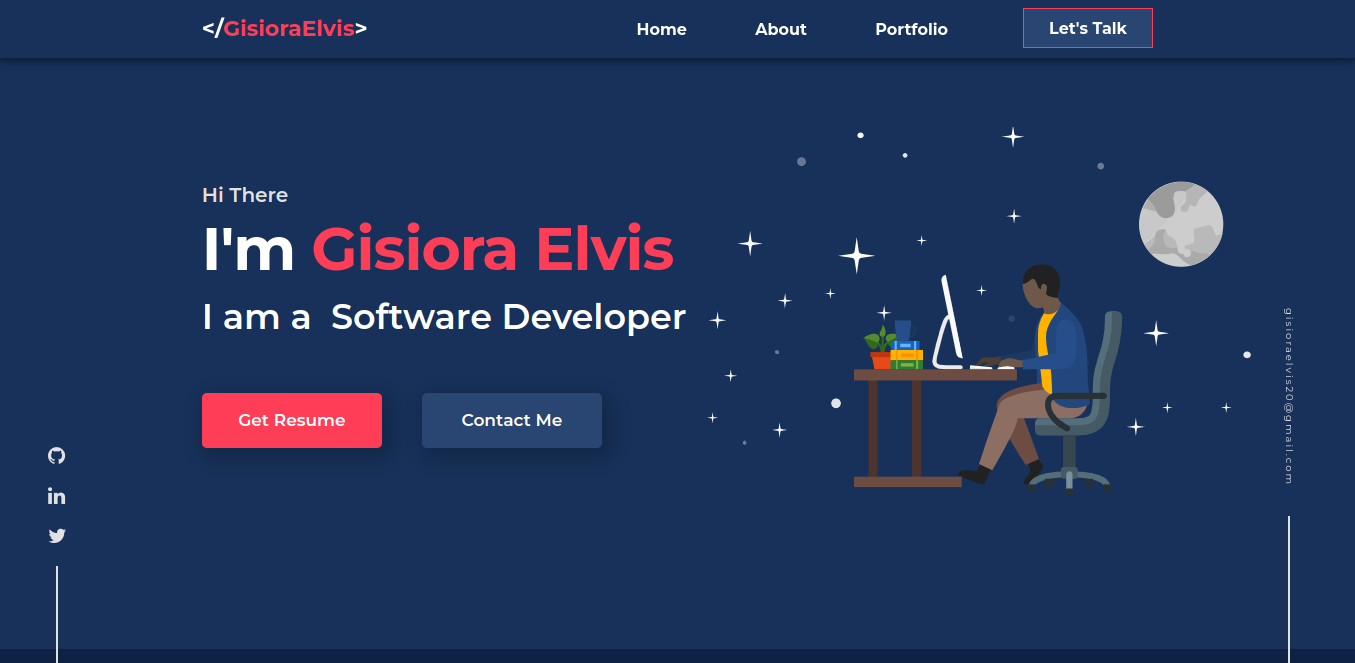 </GisioraElvis>
Home
About
Portfolio
Let's Talk
Hi There
I'm Gisiora Elvis
I am a  Software Developer
Get Resume
Contact Me
in
gisioraelvis20@gmail.com